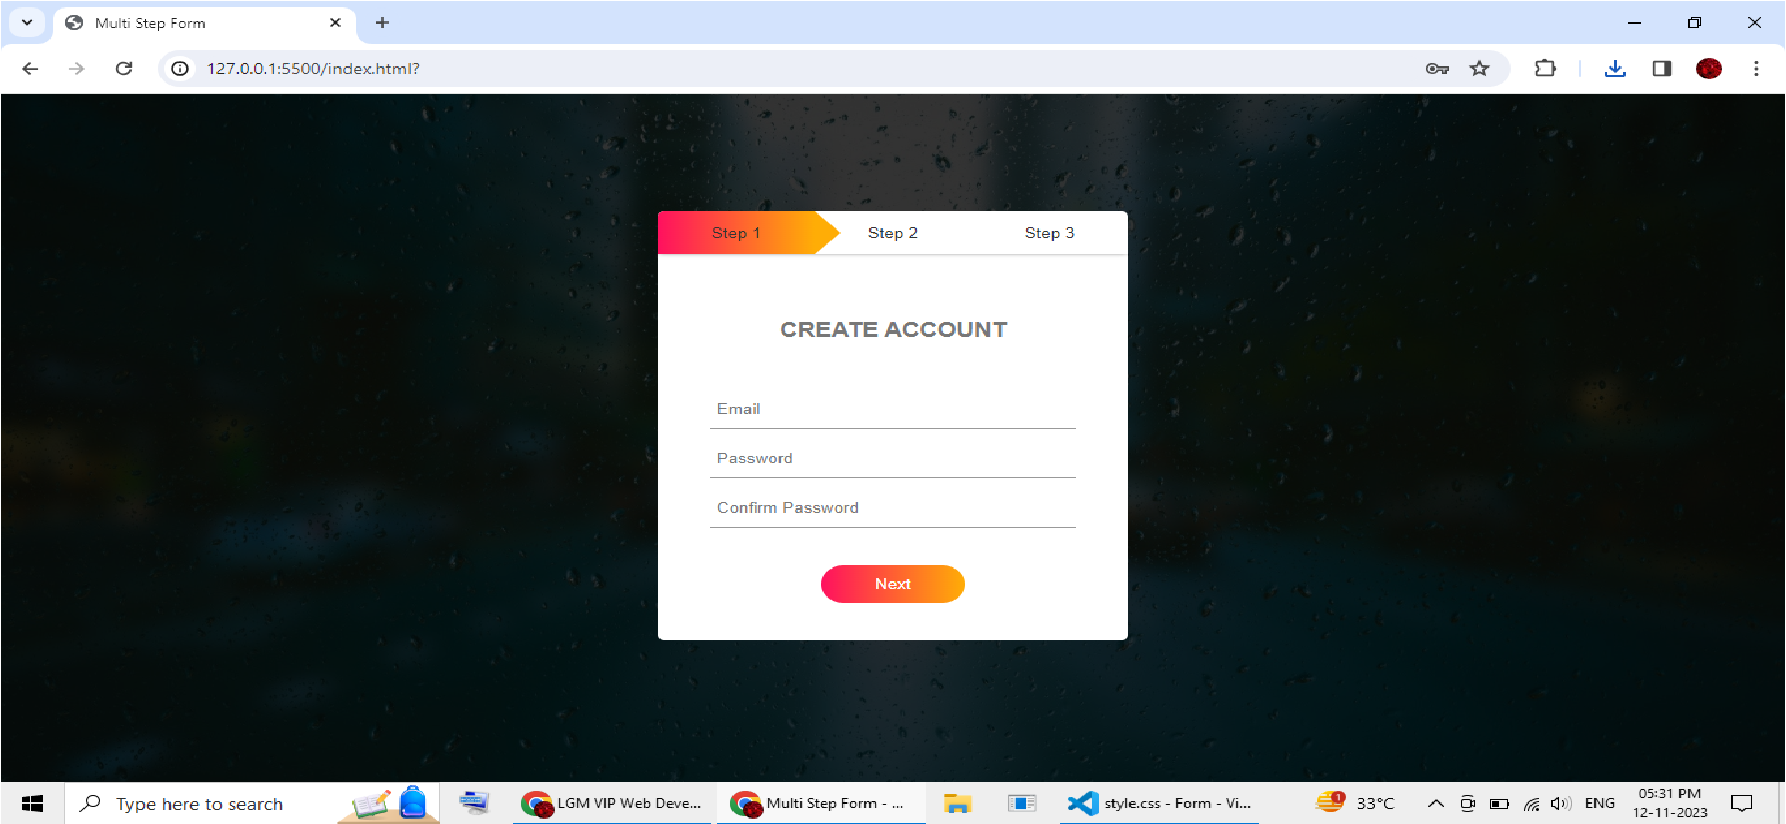 Multi Step Form
127.0.0.1:5500/index.html?
Step 1 Step 2 Step 3
CREATE ACCOUNT
Email
Password
Confirm Password
Next
Type here to search
LGM VIP Web Deve...
Multi Step Form - ...
style.css - Form - Vi...
1
33°C
ENG
05:31 PM
12-11-2023